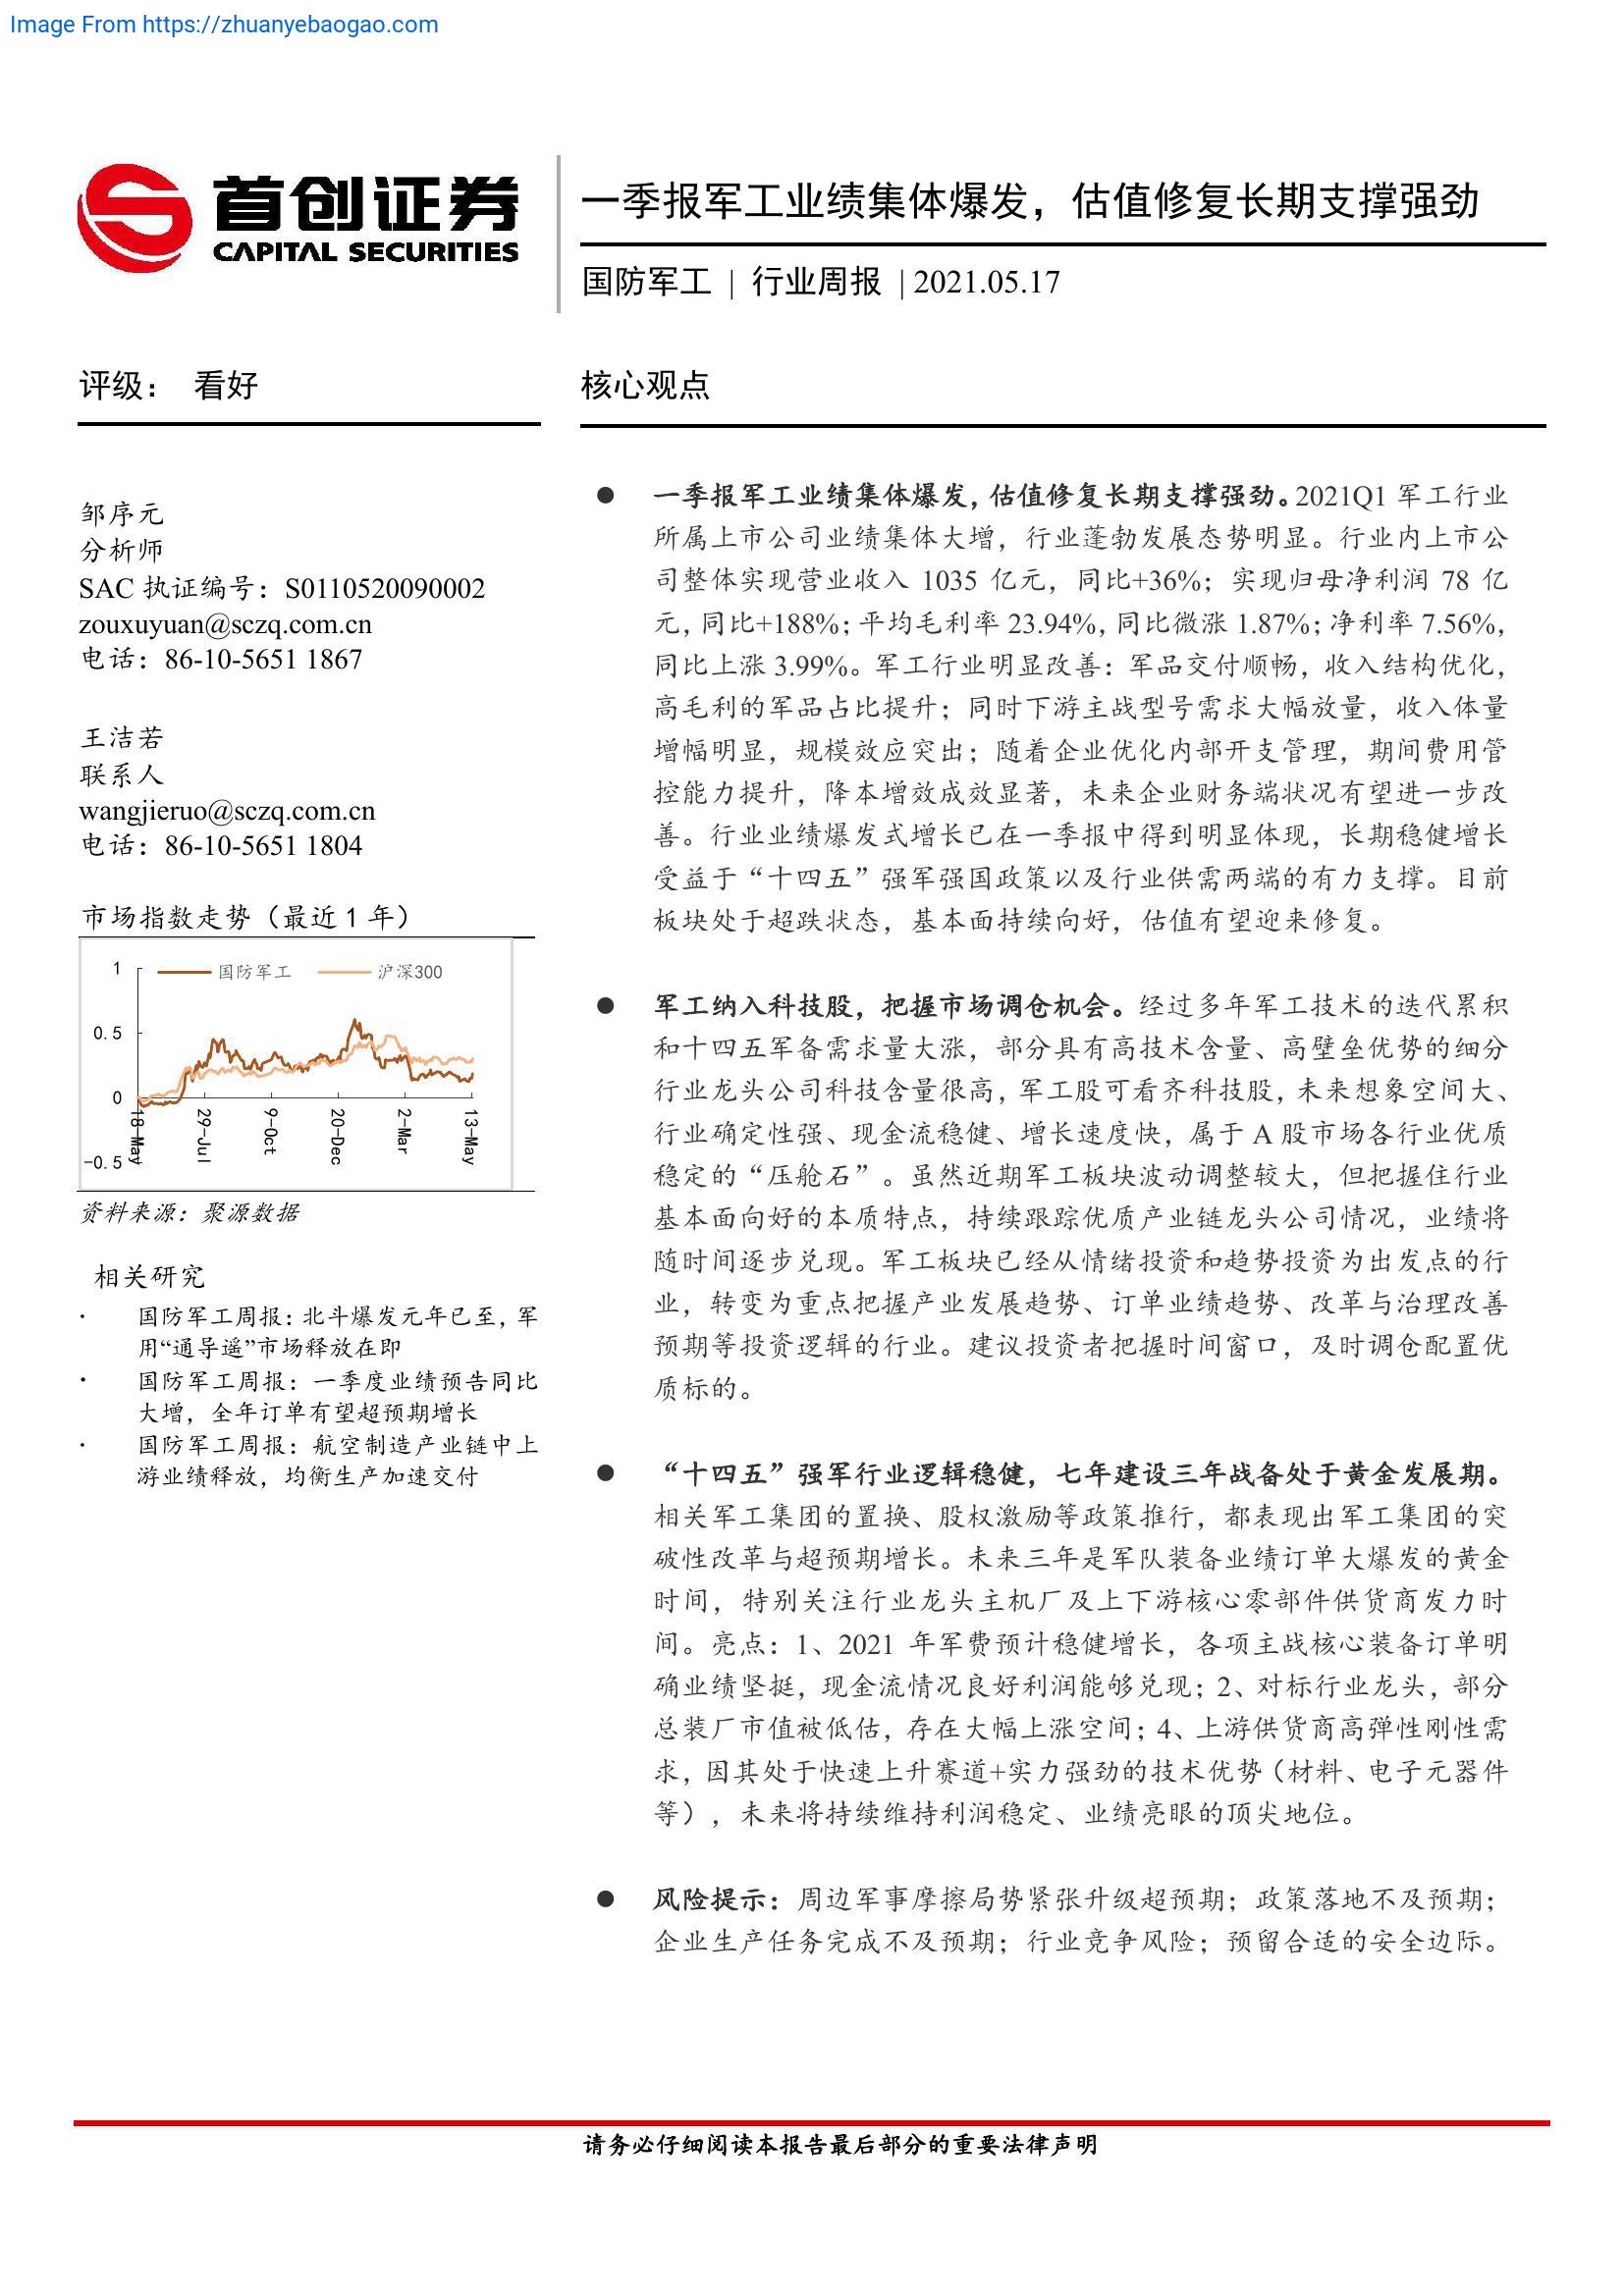 Image From https://zhuanyebaogao.com
首创证券
CAPITAL SECURITIES
一季报军工业绩集体爆发，估值修复长期支撑强劲
国防军工 | 行业周报 | 2021.05.17
评级： 看好
邹序元
分析师
SAC 执证编号：S0110520090002
zouxuyuan@sczq.com.cn
电话：86-10-5651 1867
王洁若
联系人
wangjieruo@sczq.com.cn
电话：86-10-5651 1804
市场指数走势（最近 1 年）
国防军工 沪深300
1
0.5
0
-0.5
18-May 29-Jul 9-Oct 20-Dec 2-Mar 13-May
资料来源：聚源数据
相关研究
· 国防军工周报：北斗爆发元年已至，军
用“通导遥”市场释放在即
· 国防军工周报：一季度业绩预告同比
大增，全年订单有望超预期增长
· 国防军工周报：航空制造产业链中上
游业绩释放，均衡生产加速交付
核心观点
● 一季报军工业绩集体爆发，估值修复长期支撑强劲。2021Q1 军工行业
所属上市公司业绩集体大增，行业蓬勃发展态势明显。行业内上市公
司整体实现营业收入 1035 亿元，同比+36%；实现归母净利润 78 亿
元，同比+188%；平均毛利率 23.94%，同比微涨 1.87%；净利率 7.56%，
同比上涨 3.99%。军工行业明显改善：军品交付顺畅，收入结构优化，
高毛利的军品占比提升；同时下游主战型号需求大幅放量，收入体量
增幅明显，规模效应突出；随着企业优化内部开支管理，期间费用管
控能力提升，降本增效成效显著，未来企业财务端状况有望进一步改
善。行业业绩爆发式增长已在一季报中得到明显体现，长期稳健增长
受益于“十四五”强军强国政策以及行业供需两端的有力支撑。目前
板块处于超跌状态，基本面持续向好，估值有望迎来修复。
● 军工纳入科技股，把握市场调仓机会。经过多年军工技术的迭代累积
和十四五军备需求量大涨，部分具有高技术含量、高壁垒优势的细分
行业龙头公司科技含量很高，军工股可看齐科技股，未来想象空间大、
行业确定性强、现金流稳健、增长速度快，属于 A 股市场各行业优质
稳定的“压舱石”。虽然近期军工板块波动调整较大，但把握住行业
基本面向好的本质特点，持续跟踪优质产业链龙头公司情况，业绩将
随时间逐步兑现。军工板块已经从情绪投资和趋势投资为出发点的行
业，转变为重点把握产业发展趋势、订单业绩趋势、改革与治理改善
预期等投资逻辑的行业。建议投资者把握时间窗口，及时调仓配置优
质标的。
● “十四五”强军行业逻辑稳健，七年建设三年战备处于黄金发展期。
相关军工集团的置换、股权激励等政策推行，都表现出军工集团的突
破性改革与超预期增长。未来三年是军队装备业绩订单大爆发的黄金
时间，特别关注行业龙头主机厂及上下游核心零部件供货商发力时
间。亮点：1、2021 年军费预计稳健增长，各项主战核心装备订单明
确业绩坚挺，现金流情况良好利润能够兑现；2、对标行业龙头，部分
总装厂市值被低估，存在大幅上涨空间；4、上游供货商高弹性刚性需
求，因其处于快速上升赛道+实力强劲的技术优势（材料、电子元器件
等），未来将持续维持利润稳定、业绩亮眼的顶尖地位。
● 风险提示：周边军事摩擦局势紧张升级超预期；政策落地不及预期；
企业生产任务完成不及预期；行业竞争风险；预留合适的安全边际。
请务必仔细阅读本报告最后部分的重要法律声明